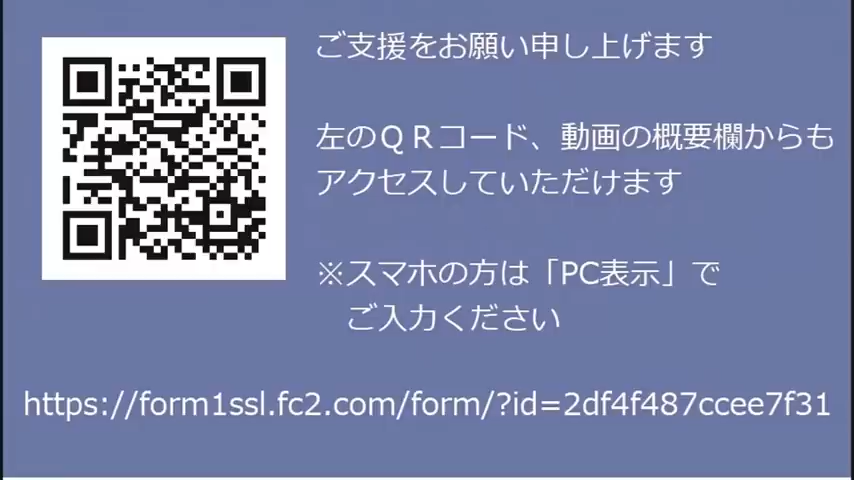 ご支援をお願い申し上げます
左のＱＲコード、動画の概要欄からも
アクセスしていただけます
※スマホの方は「PC表示」で
ご入力ください
https://form1ssl.fc2.com/form/?id=2df4f487ccee7f31